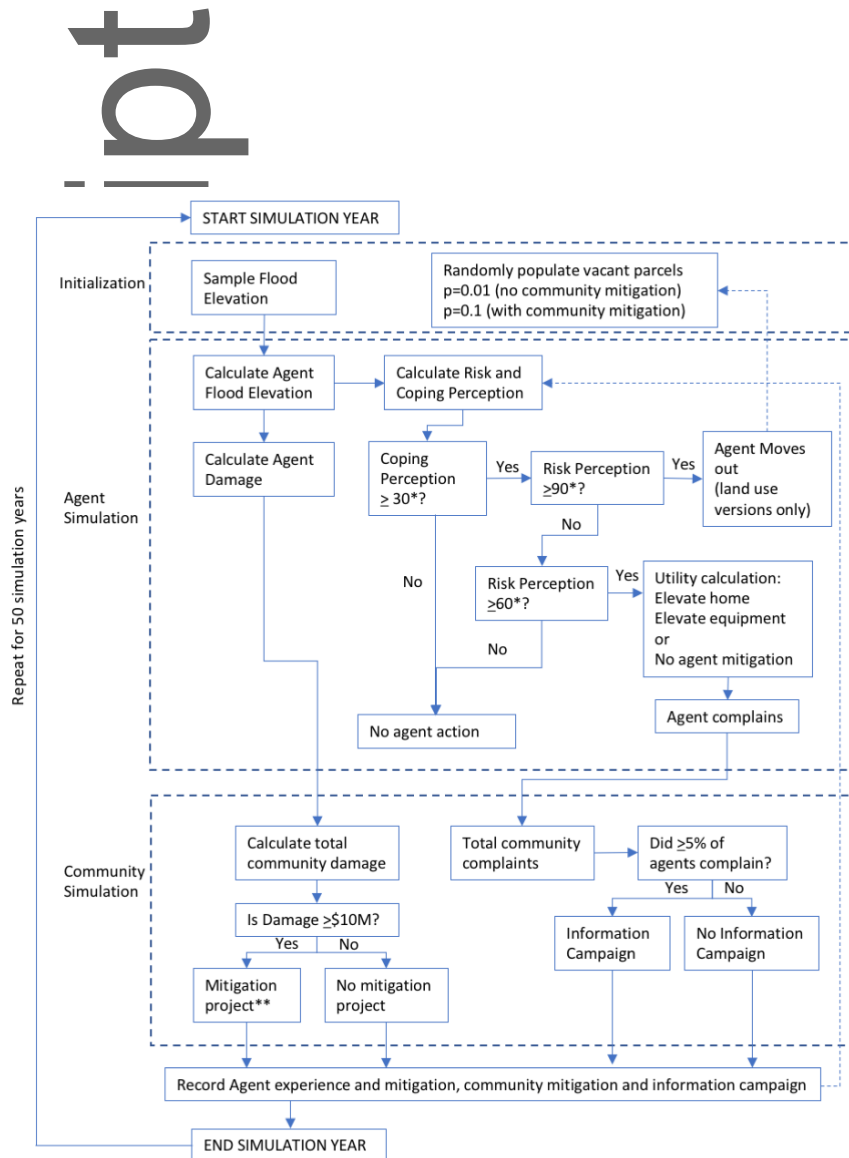 ipt
START SIMULATION YEAR
Initialization
Sample Flood
Elevation
Randomly populate vacant parcels
p=0.01 (no community mitigation)
p=0.1 (with community mitigation)
Calculate Agent
Flood Elevation
Calculate Risk and
Coping Perception
Calculate Agent
Damage
Coping
Perception
≥ 30*?
Yes
Risk Perception
≥90*?
Yes
Agent Moves
out
(land use
versions only)
Agent
Simulation
No
No
Risk Perception
≥60*?
Yes
Utility calculation:
Elevate home
Elevate equipment
or
No agent mitigation
No
No agent action
Agent complains
Repeat for 50 simulation years
Community
Simulation
Calculate total
community damage
Total community
complaints
Did ≥5% of
agents complain?
Yes
No
Is Damage ≥$10M?
Yes
No
Information
Campaign
No Information
Campaign
Mitigation
project**
No mitigation
project
Record Agent experience and mitigation, community mitigation and information campaign
END SIMULATION YEAR